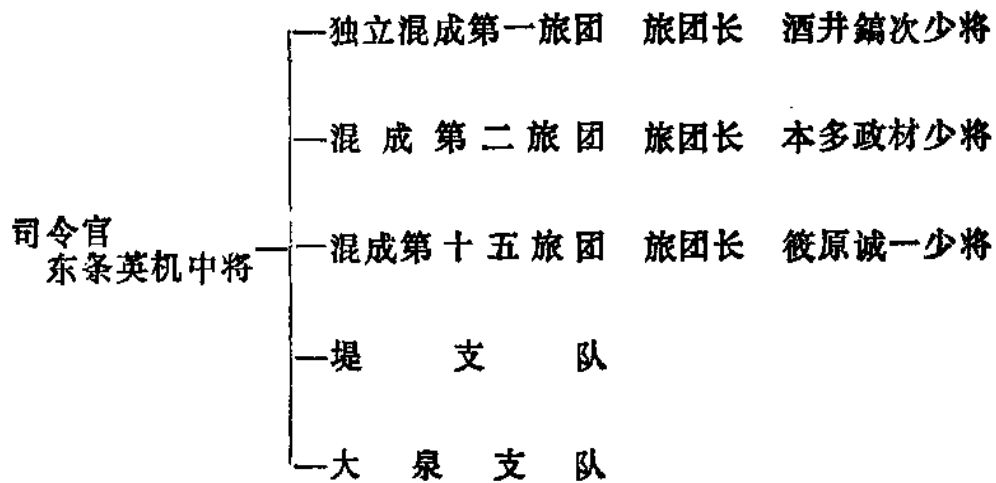 独立混成第一旅团 旅团长 酒井鎬次少将
混成第二旅团 旅团长 本多政材少将
司令官
东条英机中将
混成第十五旅团 旅团长 筱原诚一少将
堤支队
大泉支队